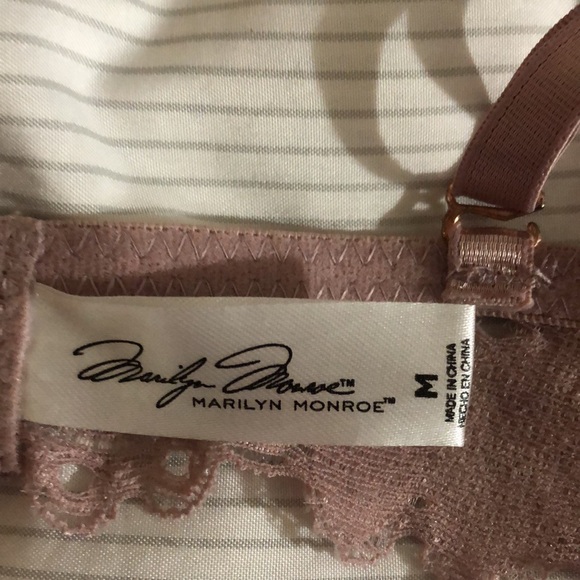 Marilyn Monroe™
MARILYN MONROE™
M
MADE IN CHINA
HECHO EN CHINA